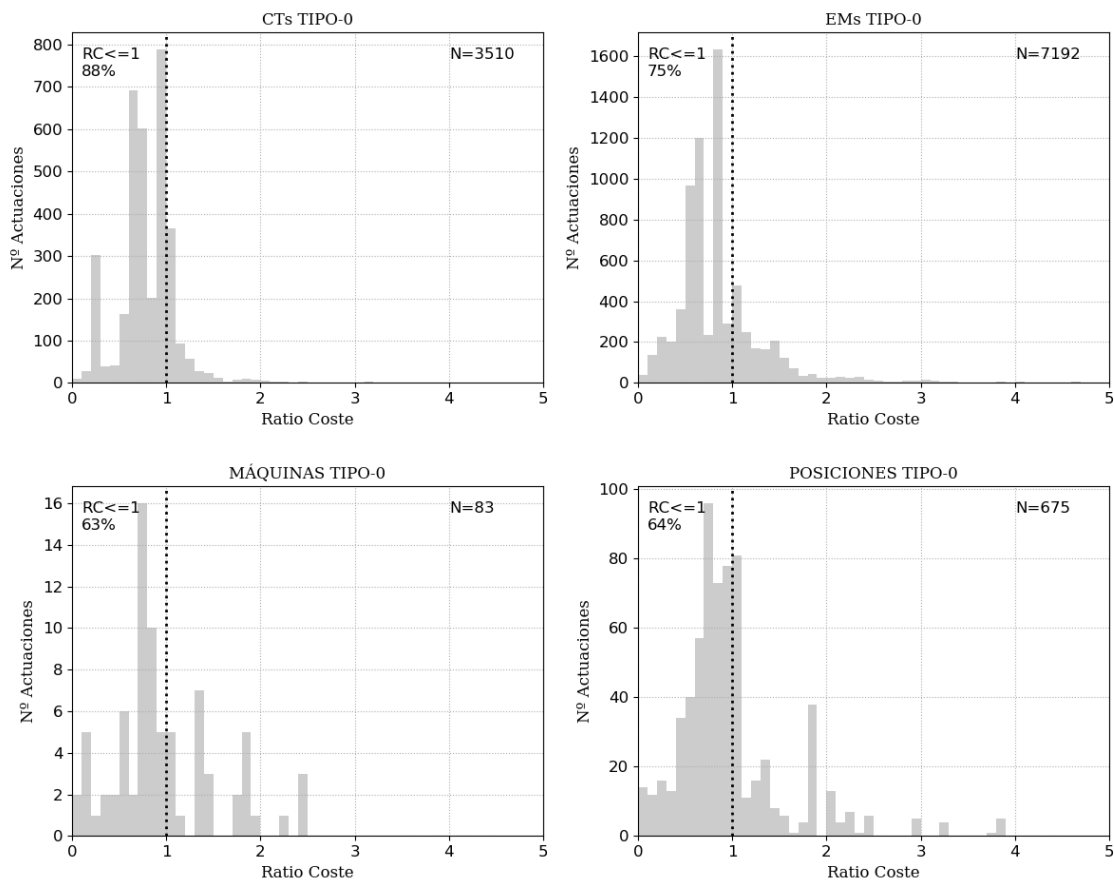 CTs TIPO-0
RC<=1
88%
N=3510
Nº Actuaciones
800
700
600
500
400
300
200
100
0
0 1 2 3 4 5
Ratio Coste
EMs TIPO-0
RC<=1
75%
N=7192
Nº Actuaciones
1600
1400
1200
1000
800
600
400
200
0
0 1 2 3 4 5
Ratio Coste
MÁQUINAS TIPO-0
RC<=1
63%
N=83
Nº Actuaciones
16
14
12
10
8
6
4
2
0
0 1 2 3 4 5
Ratio Coste
POSICIONES TIPO-0
RC<=1
64%
N=675
Nº Actuaciones
100
80
60
40
20
0
0 1 2 3 4 5
Ratio Coste